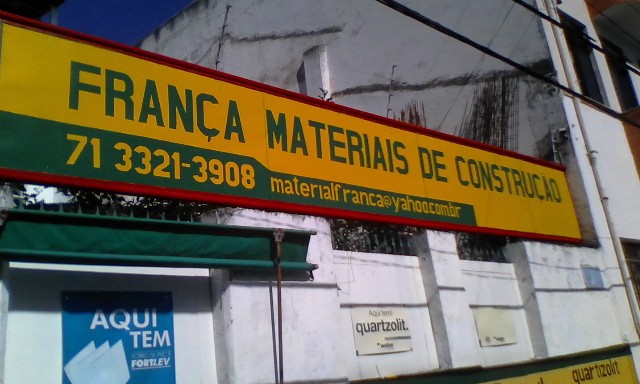 FRANÇA MATERIAIS DE CONSTRUÇÃO
71 3321-3908
materialfranca@yahoo.com.br
AQUI
TEM
FORTLEV
Aqui tem!
quartzolit.
quartzolit